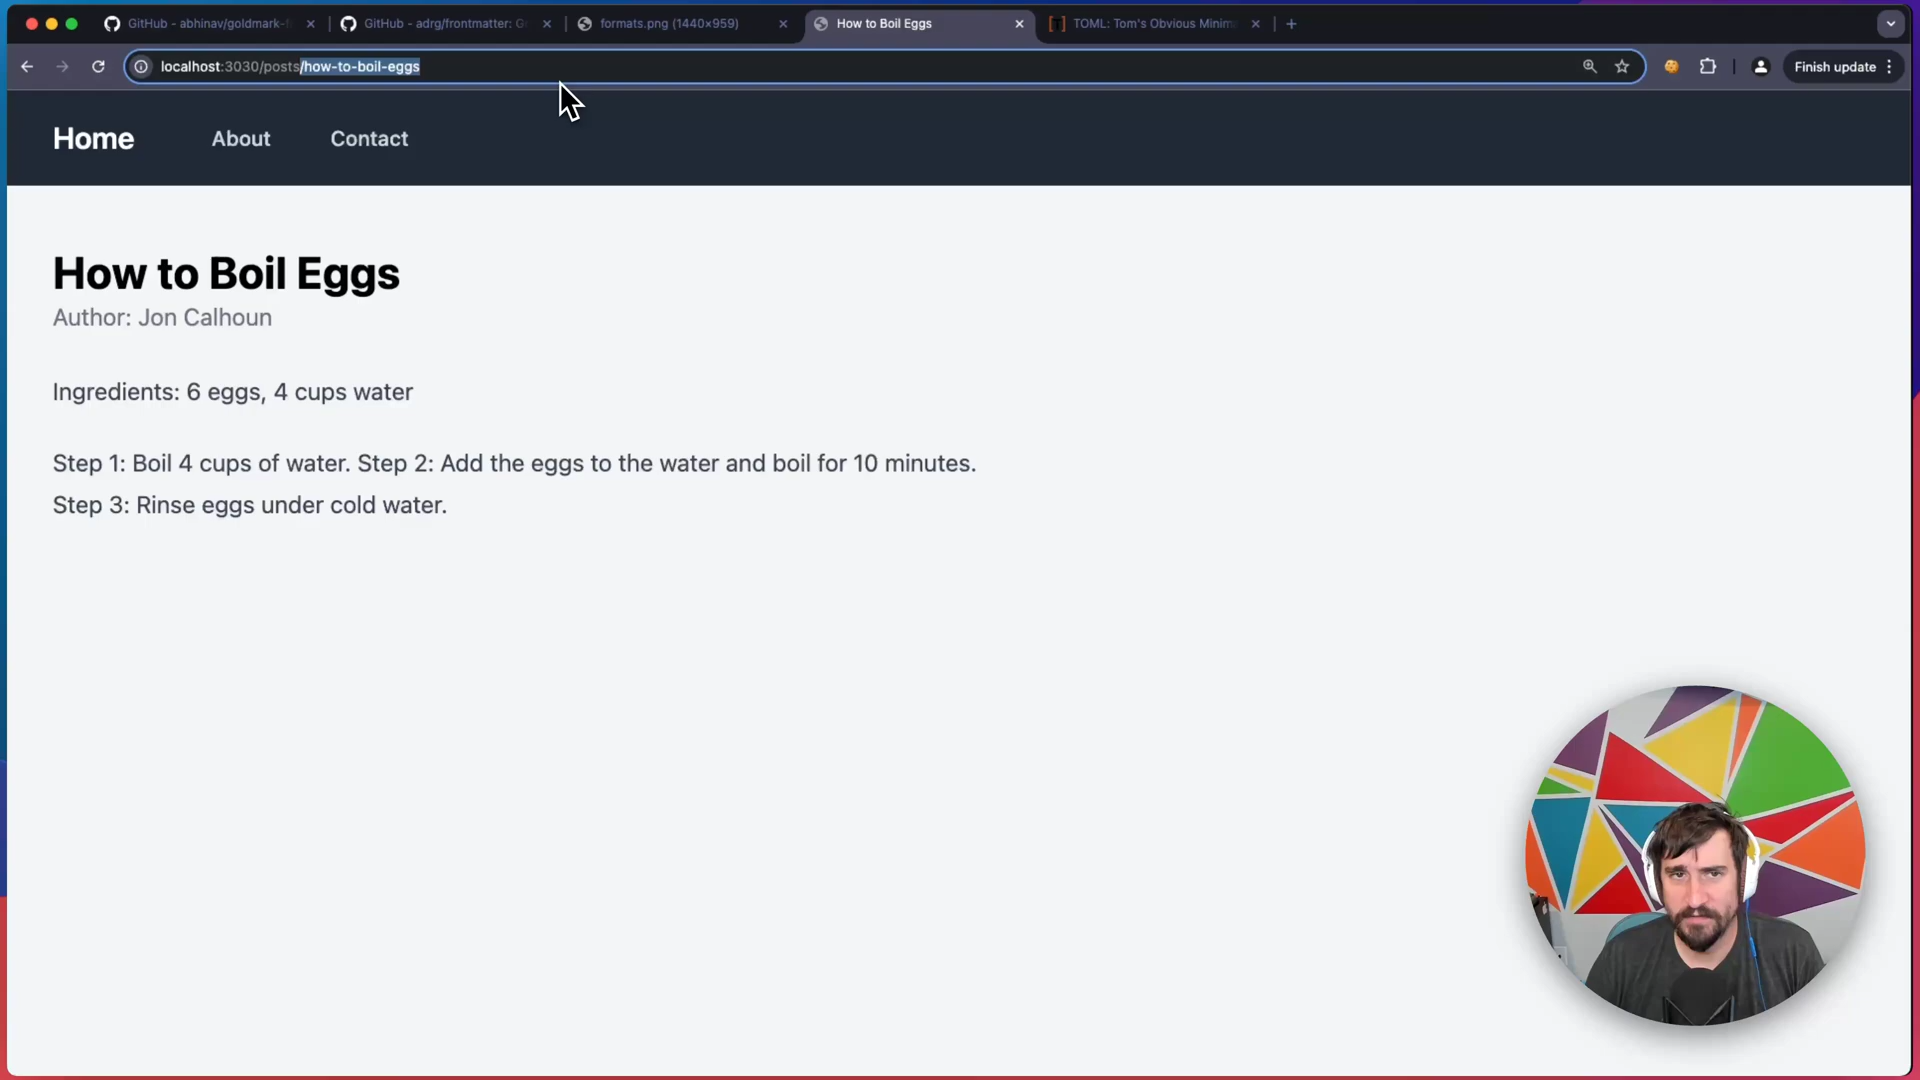 GitHub - abhinav/goldmark-f
GitHub - adrg/frontmatter: G
formats.png (1440×959)
How to Boil Eggs
TOML: Tom's Obvious Minim
localhost:3030/posts/how-to-boil-eggs
Finish update
Home
About
Contact
How to Boil Eggs
Author: Jon Calhoun
Ingredients: 6 eggs, 4 cups water
Step 1: Boil 4 cups of water. Step 2: Add the eggs to the water and boil for 10 minutes.
Step 3: Rinse eggs under cold water.